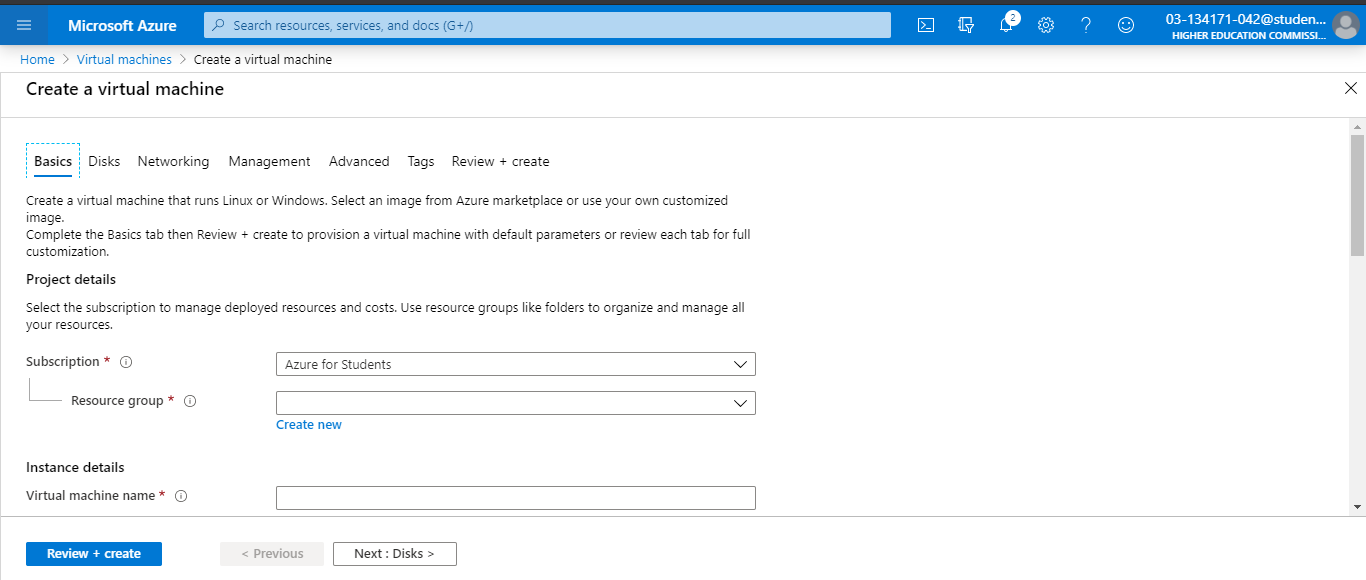 Microsoft Azure
Search resources, services, and docs (G+/)
2
03-134171-042@studen...
HIGHER EDUCATION COMMISSI...
Home > Virtual machines > Create a virtual machine
Create a virtual machine
Basics Disks Networking Management Advanced Tags Review + create
Create a virtual machine that runs Linux or Windows. Select an image from Azure marketplace or use your own customized
image.
Complete the Basics tab then Review + create to provision a virtual machine with default parameters or review each tab for full
customization.
Project details
Select the subscription to manage deployed resources and costs. Use resource groups like folders to organize and manage all
your resources.
Subscription *
Azure for Students
Resource group *
Create new
Instance details
Virtual machine name *
Review + create
< Previous
Next : Disks >